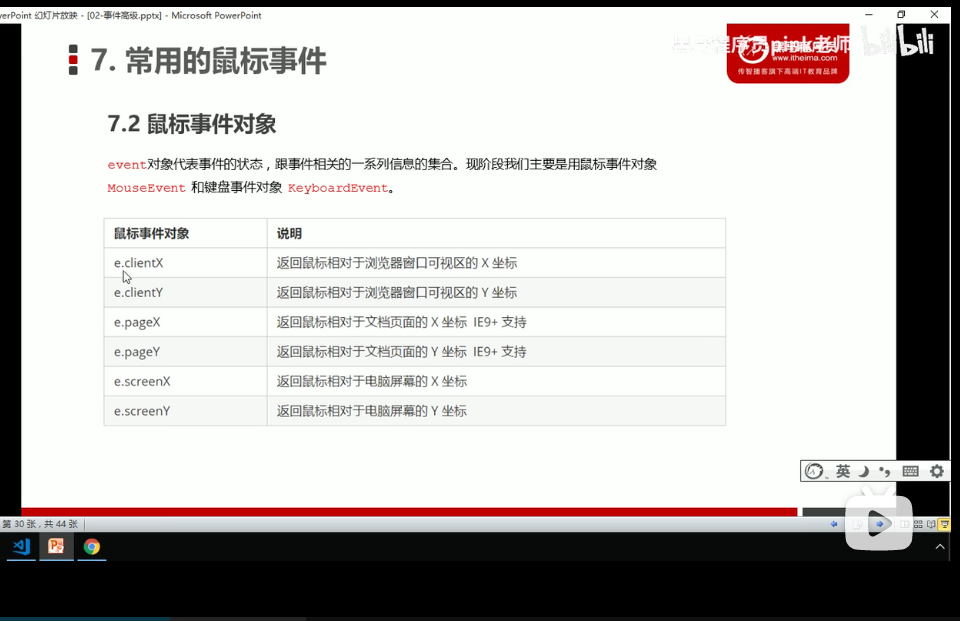 erPoint 幻灯片放映 - [02-事件高级.pptx] - Microsoft PowerPoint
7. 常用的鼠标事件
程序员pink老师
www.itheima.com
传智播客旗下高端IT教育品牌
bilibili
7.2 鼠标事件对象
event对象代表事件的状态，跟事件相关的一系列信息的集合。现阶段我们主要是用鼠标事件对象
MouseEvent 和键盘事件对象 KeyboardEvent。
鼠标事件对象 说明
e.clientX 返回鼠标相对于浏览器窗口可视区的 X 坐标
e.clientY 返回鼠标相对于浏览器窗口可视区的 Y 坐标
e.pageX 返回鼠标相对于文档页面的 X 坐标 IE9+ 支持
e.pageY 返回鼠标相对于文档页面的 Y 坐标 IE9+ 支持
e.screenX 返回鼠标相对于电脑屏幕的 X 坐标
e.screenY 返回鼠标相对于电脑屏幕的 Y 坐标
英
第 30 张，共 44 张